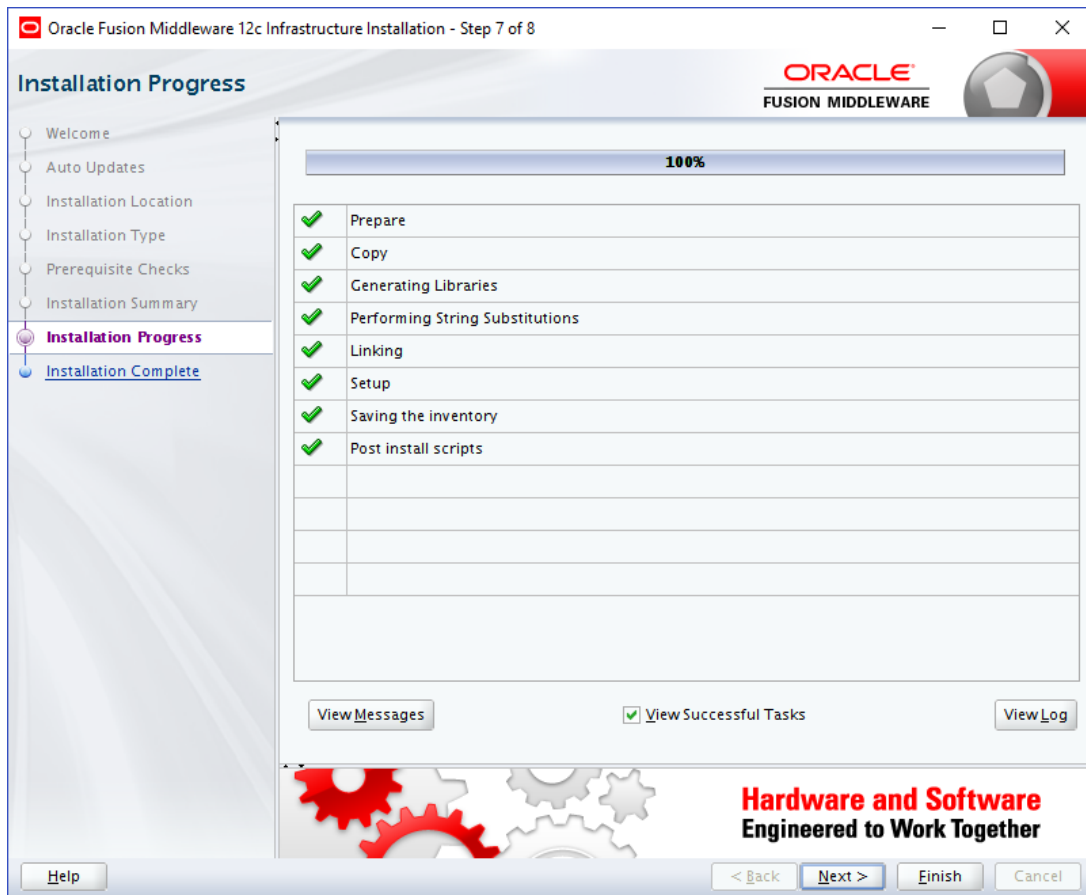 Oracle Fusion Middleware 12c Infrastructure Installation - Step 7 of 8
Installation Progress
ORACLE
FUSION MIDDLEWARE
Welcome
Auto Updates
Installation Location
Installation Type
Prerequisite Checks
Installation Summary
Installation Progress
Installation Complete
100%
Prepare
Copy
Generating Libraries
Performing String Substitutions
Linking
Setup
Saving the inventory
Post install scripts
View Messages
View Successful Tasks
View Log
Hardware and Software
Engineered to Work Together
Help
< Back
Next >
Finish
Cancel